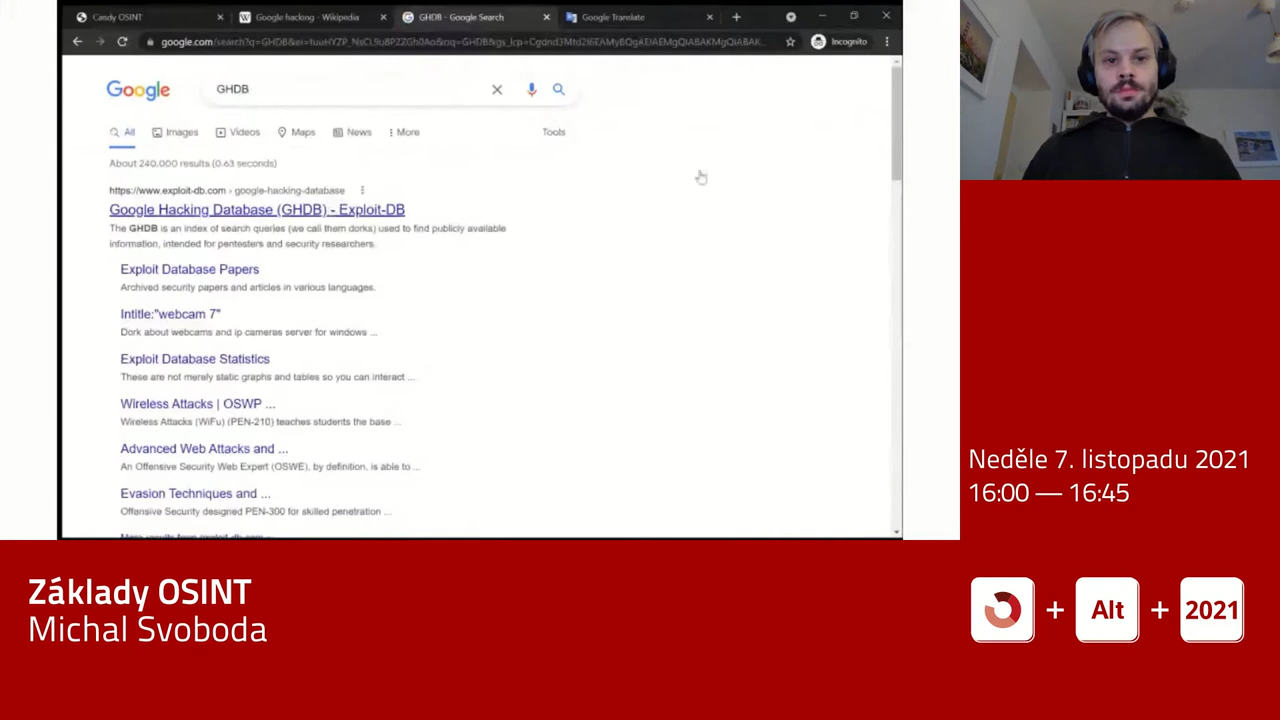 Candy OSINT
Google hacking - Wikipedia
GHDB - Google Search
Google Translate
Incognito
Google
GHDB
All
Images
Videos
Maps
News
More
Tools
About 240,000 results (0.63 seconds)
https://www.exploit-db.com › google-hacking-database
Google Hacking Database (GHDB) - Exploit-DB
The GHDB is an index of search queries (we call them dorks) used to find publicly available
information, intended for pentesters and security researchers.
Exploit Database Papers
Archived security papers and articles in various languages.
Intitle:"webcam 7"
Dork about webcams and ip cameras server for windows ...
Exploit Database Statistics
These are not merely static graphs and tables so you can interact ...
Wireless Attacks | OSWP ...
Wireless Attacks (WiFu) (PEN-210) teaches students the base ...
Advanced Web Attacks and ...
An Offensive Security Web Expert (OSWE), by definition, is able to ...
Evasion Techniques and ...
Offensive Security designed PEN-300 for skilled penetration ...
Neděle 7. listopadu 2021
16:00 — 16:45
Základy OSINT
Michal Svoboda
+ Alt + 2021